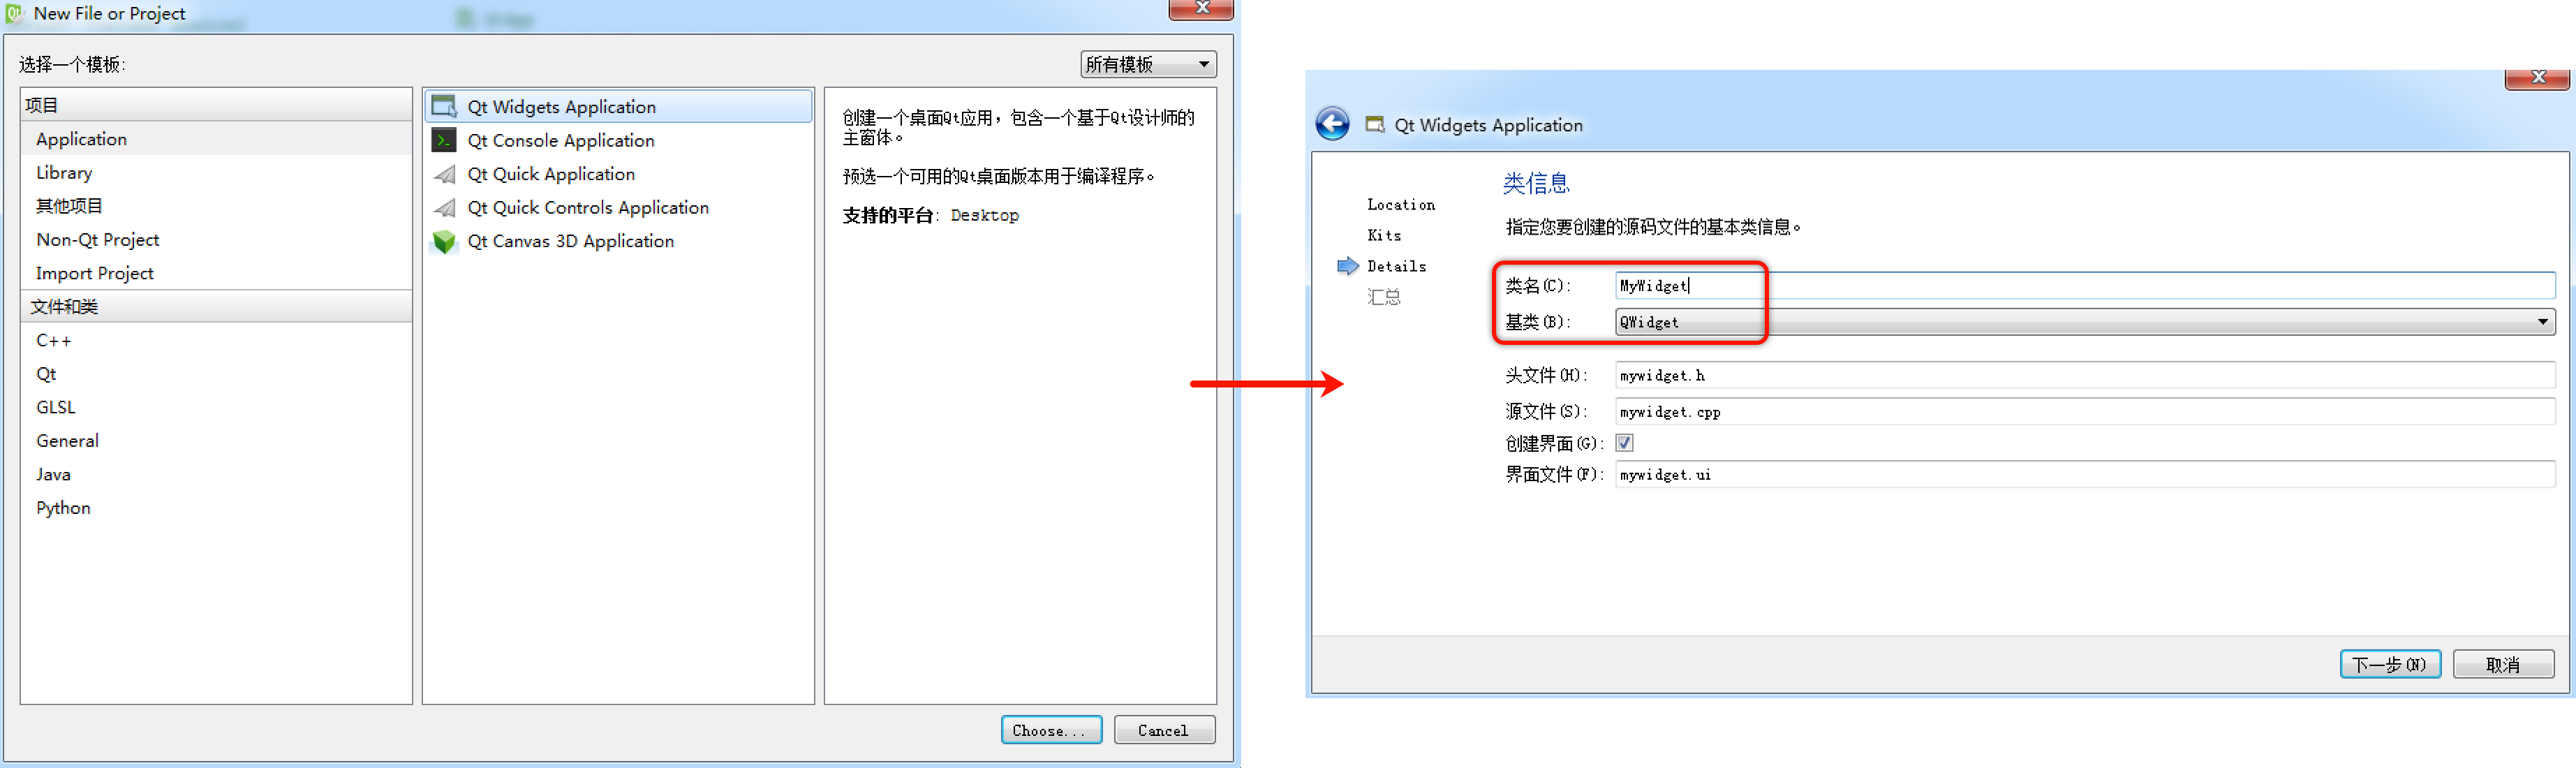 New File or Project
选择一个模板:
所有模板
项目
Application
Library
其他项目
Non-Qt Project
Import Project
文件和类
C++
Qt
GLSL
General
Java
Python
Qt Widgets Application
Qt Console Application
Qt Quick Application
Qt Quick Controls Application
Qt Canvas 3D Application
创建一个桌面Qt应用，包含一个基于Qt设计师的
主窗体。
预选一个可用的Qt桌面版本用于编译程序。
支持的平台: Desktop
Choose...
Cancel
Qt Widgets Application
Location
Kits
Details
汇总
类信息
指定您要创建的源码文件的基本类信息。
类名(C): MyWidget
基类(B): QWidget
头文件(H): mywidget.h
源文件(S): mywidget.cpp
创建界面(G):
界面文件(F): mywidget.ui
下一步(N)
取消